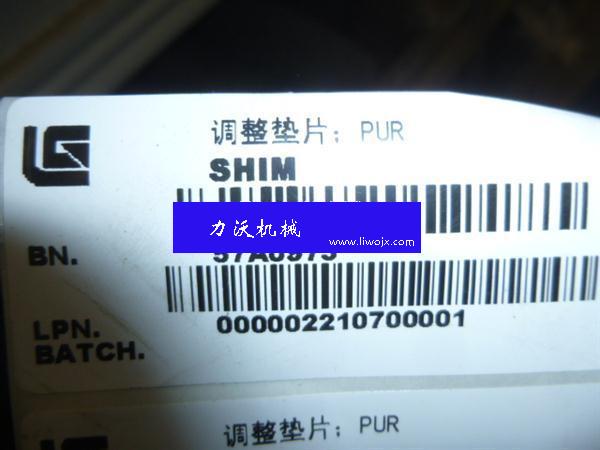 调整垫片; PUR
SHIM
力沃机械
www.liwojx.com
BN.
LPN.
000002210700001
BATCH.
调整垫片; PUR